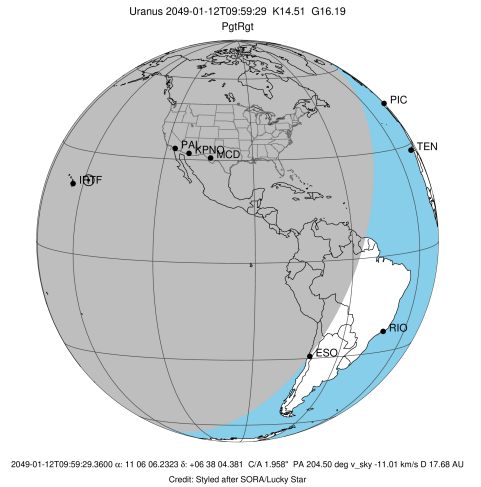 Uranus 2049-01-12T09:59:29 K14.51 G16.19
PgtRgt
PIC
TEN
KPNO
MCD
IRTF
RIO
ESO
2049-01-12T09:59:29.3600 α: 11 06 06.2323 δ: +06 38 04.381 C/A 1.958" PA 204.50 deg v_sky -11.01 km/s D 17.68 AU
Credit: Styled after SORA/Lucky Star